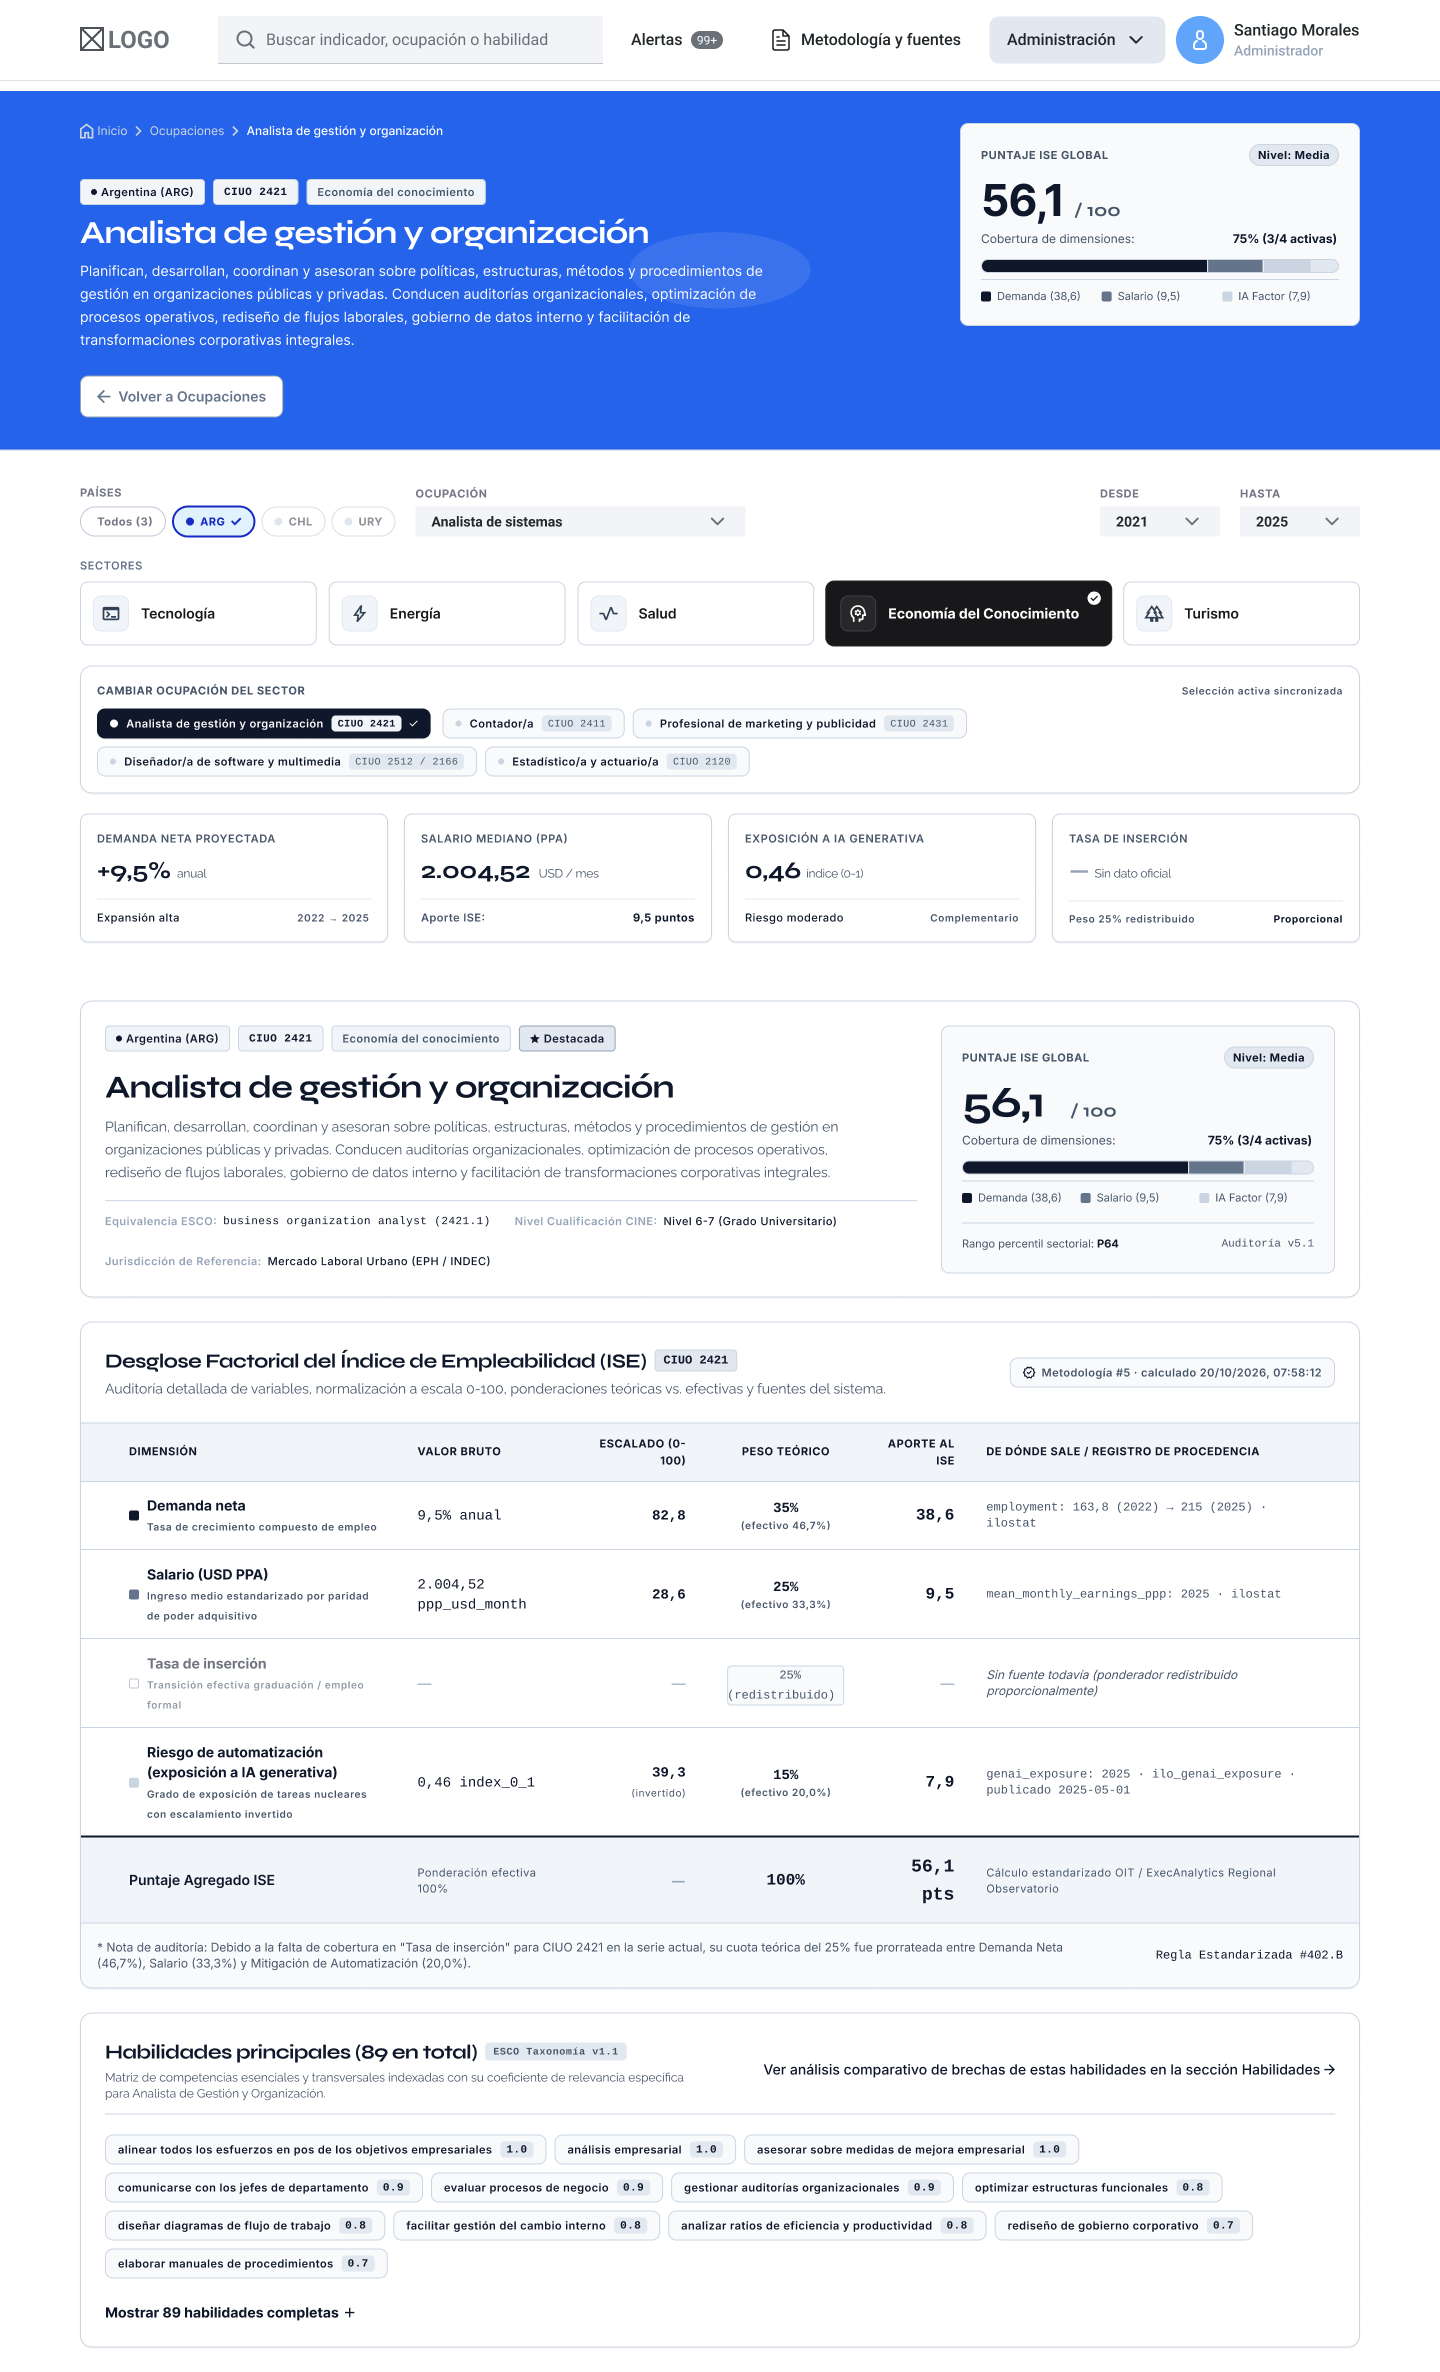 LOGO
Buscar indicador, ocupación o habilidad
Alertas 99+
Metodología y fuentes
Administración
Santiago Morales
Administrador
Inicio > Ocupaciones > Analista de gestión y organización
Argentina (ARG) CIUO 2421 Economía del conocimiento
Analista de gestión y organización
Planifican, desarrollan, coordinan y asesoran sobre políticas, estructuras, métodos y procedimientos de
gestión en organizaciones públicas y privadas. Conducen auditorías organizacionales, optimización de
procesos operativos, rediseño de flujos laborales, gobierno de datos interno y facilitación de
transformaciones corporativas integrales.
Volver a Ocupaciones
PUNTAJE ISE GLOBAL Nivel: Media
56,1 / 100
Cobertura de dimensiones: 75% (3/4 activas)
Demanda (38,6) Salario (9,5) IA Factor (7,9)
PAÍSES
Todos (3) ARG CHL URY
OCUPACIÓN
Analista de sistemas
DESDE
2021
HASTA
2025
SECTORES
Tecnología
Energía
Salud
Economía del Conocimiento
Turismo
CAMBIAR OCUPACIÓN DEL SECTOR Selección activa sincronizada
Analista de gestión y organización CIUO 2421 Contador/a CIUO 2411 Profesional de marketing y publicidad CIUO 2431
Diseñador/a de software y multimedia CIUO 2512 / 2166 Estadístico/a y actuario/a CIUO 2120
DEMANDA NETA PROYECTADA
+9,5% anual
Expansión alta 2022 → 2025
SALARIO MEDIANO (PPA)
2.004,52 USD / mes
Aporte ISE: 9,5 puntos
EXPOSICIÓN A IA GENERATIVA
0,46 índice (0-1)
Riesgo moderado Complementario
TASA DE INSERCIÓN
— Sin dato oficial
Peso 25% redistribuido Proporcional
Argentina (ARG) CIUO 2421 Economía del conocimiento ★ Destacada
Analista de gestión y organización
Planifican, desarrollan, coordinan y asesoran sobre políticas, estructuras, métodos y procedimientos de gestión en
organizaciones públicas y privadas. Conducen auditorías organizacionales, optimización de procesos operativos,
rediseño de flujos laborales, gobierno de datos interno y facilitación de transformaciones corporativas integrales.
Equivalencia ESCO: business organization analyst (2421.1) Nivel Cualificación CINE: Nivel 6-7 (Grado Universitario)
Jurisdicción de Referencia: Mercado Laboral Urbano (EPH / INDEC)
PUNTAJE ISE GLOBAL Nivel: Media
56,1 / 100
Cobertura de dimensiones: 75% (3/4 activas)
Demanda (38,6) Salario (9,5) IA Factor (7,9)
Rango percentil sectorial: P64 Auditoría v5.1
Desglose Factorial del Índice de Empleabilidad (ISE) CIUO 2421
Auditoría detallada de variables, normalización a escala 0-100, ponderaciones teóricas vs. efectivas y fuentes del sistema.
Metodología #5 · calculado 20/10/2026, 07:58:12
DIMENSIÓN
VALOR BRUTO
ESCALADO (0-
100)
PESO TEÓRICO
APORTE AL
ISE
DE DÓNDE SALE / REGISTRO DE PROCEDENCIA
Demanda neta
Tasa de crecimiento compuesto de empleo
9,5% anual
82,8
35%
(efectivo 46,7%)
38,6
employment: 163,8 (2022) → 215 (2025) ·
ilostat
Salario (USD PPA)
Ingreso medio estandarizado por paridad
de poder adquisitivo
2.004,52
ppp_usd_month
28,6
25%
(efectivo 33,3%)
9,5
mean_monthly_earnings_ppp: 2025 · ilostat
Tasa de inserción
Transición efectiva graduación / empleo
formal
—
—
25%
(redistribuido)
—
Sin fuente todavía (ponderador redistribuido
proporcionalmente)
Riesgo de automatización
(exposición a IA generativa)
Grado de exposición de tareas nucleares
con escalamiento invertido
0,46 index_0_1
39,3
(invertido)
15%
(efectivo 20,0%)
7,9
genai_exposure: 2025 · ilo_genai_exposure ·
publicado 2025-05-01
Puntaje Agregado ISE
Ponderación efectiva
100%
—
100%
56,1
pts
Cálculo estandarizado OIT / ExecAnalytics Regional
Observatorio
* Nota de auditoría: Debido a la falta de cobertura en "Tasa de inserción" para CIUO 2421 en la serie actual, su cuota teórica del 25% fue prorrateada entre Demanda Neta
(46,7%), Salario (33,3%) y Mitigación de Automatización (20,0%).
Regla Estandarizada #402.B
Habilidades principales (89 en total) ESCO Taxonomía v1.1
Matriz de competencias esenciales y transversales indexadas con su coeficiente de relevancia específica
para Analista de Gestión y Organización.
Ver análisis comparativo de brechas de estas habilidades en la sección Habilidades →
alinear todos los esfuerzos en pos de los objetivos empresariales 1.0 análisis empresarial 1.0 asesorar sobre medidas de mejora empresarial 1.0
comunicarse con los jefes de departamento 0.9 evaluar procesos de negocio 0.9 gestionar auditorías organizacionales 0.9 optimizar estructuras funcionales 0.8
diseñar diagramas de flujo de trabajo 0.8 facilitar gestión del cambio interno 0.8 analizar ratios de eficiencia y productividad 0.8 rediseño de gobierno corporativo 0.7
elaborar manuales de procedimientos 0.7
Mostrar 89 habilidades completas +